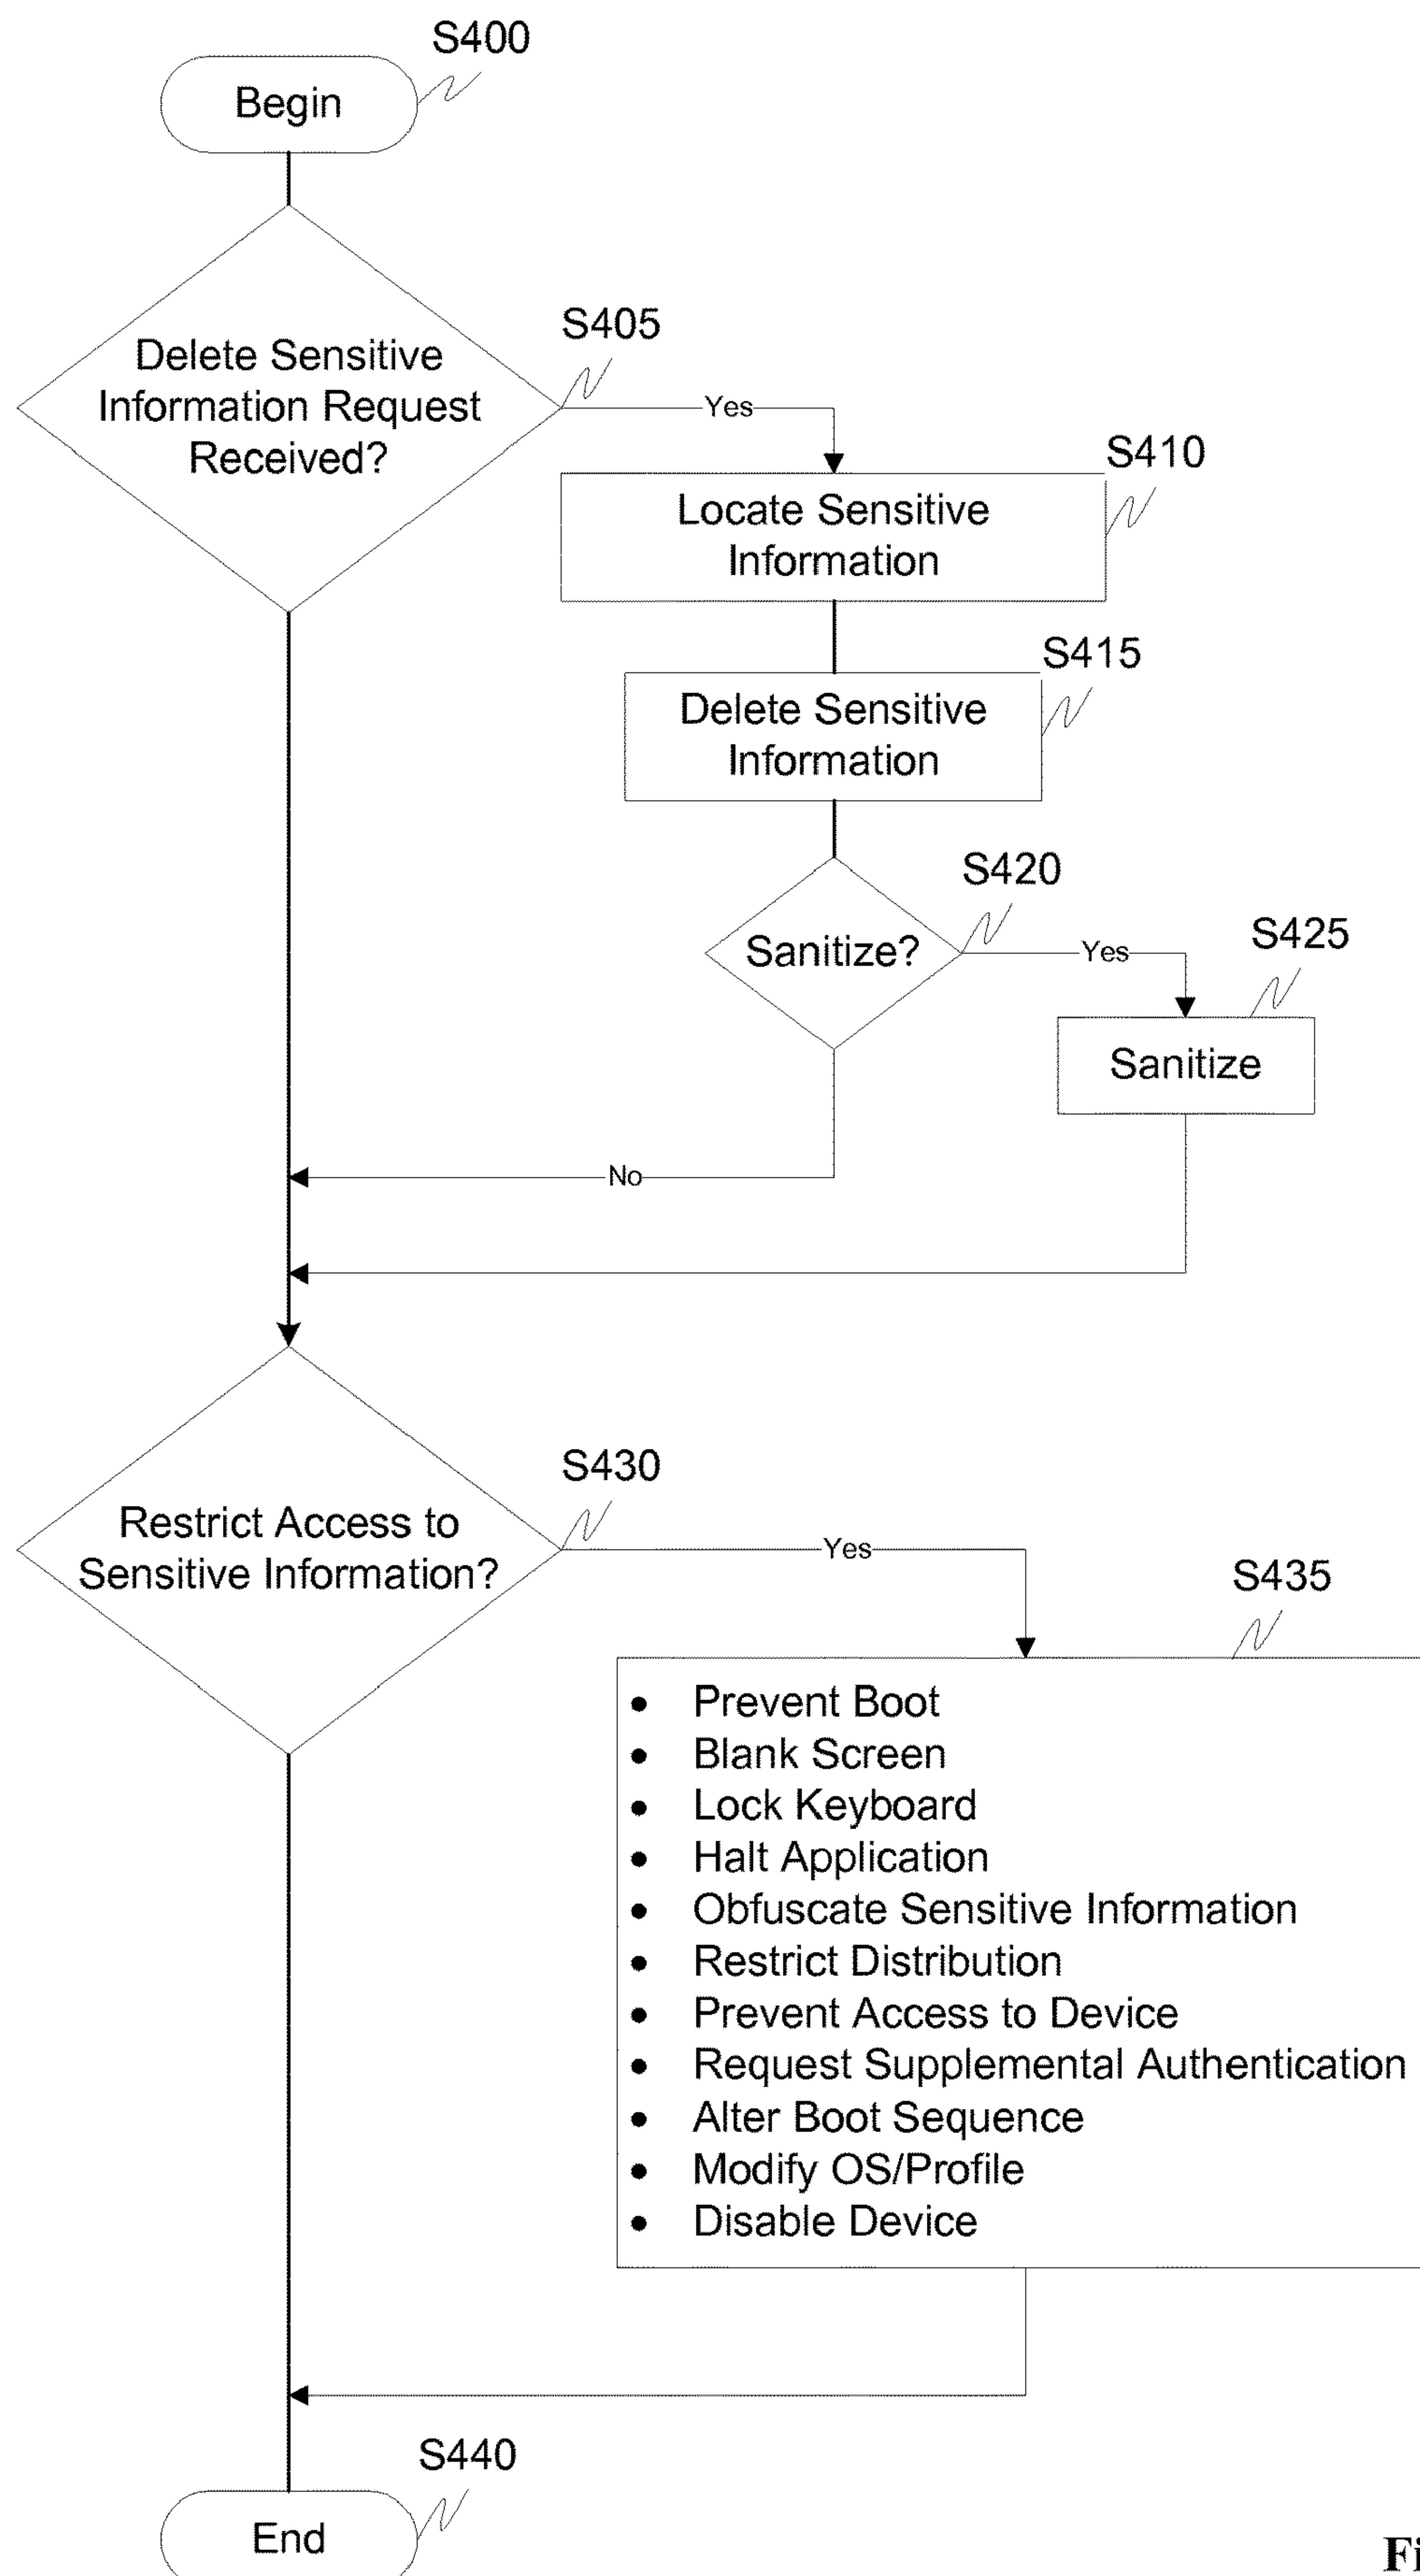 S400
Begin
S405
Delete Sensitive
Information Request
Received?
Yes
S410
Locate Sensitive
Information
S415
Delete Sensitive
Information
S420
Sanitize?
Yes
S425
Sanitize
No
S430
Restrict Access to
Sensitive Information?
Yes
S435
• Prevent Boot
• Blank Screen
• Lock Keyboard
• Halt Application
• Obfuscate Sensitive Information
• Restrict Distribution
• Prevent Access to Device
• Request Supplemental Authentication
• Alter Boot Sequence
• Modify OS/Profile
• Disable Device
S440
End